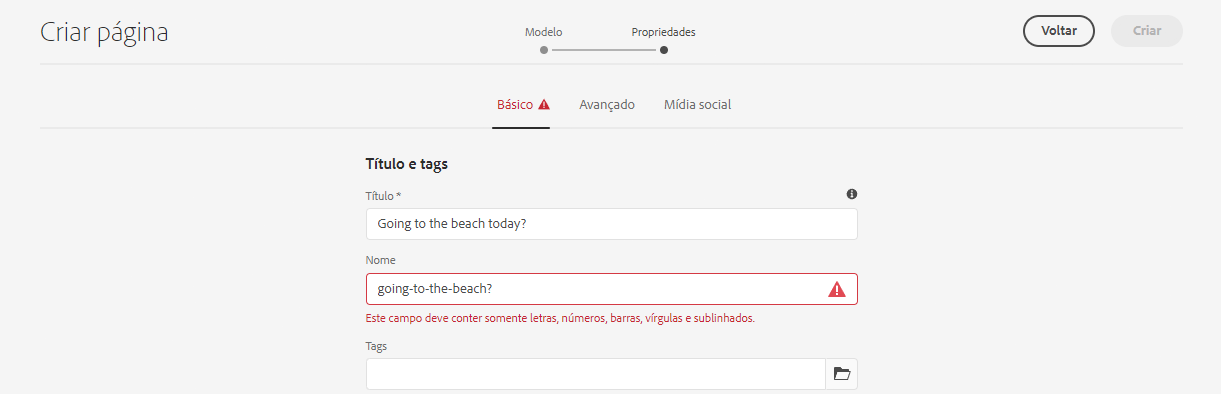 Criar página
Modelo
Propriedades
Voltar
Criar
Básico
Avançado
Mídia social
Título e tags
Título *
Going to the beach today?
Nome
going-to-the-beach?
Este campo deve conter somente letras, números, barras, vírgulas e sublinhados.
Tags